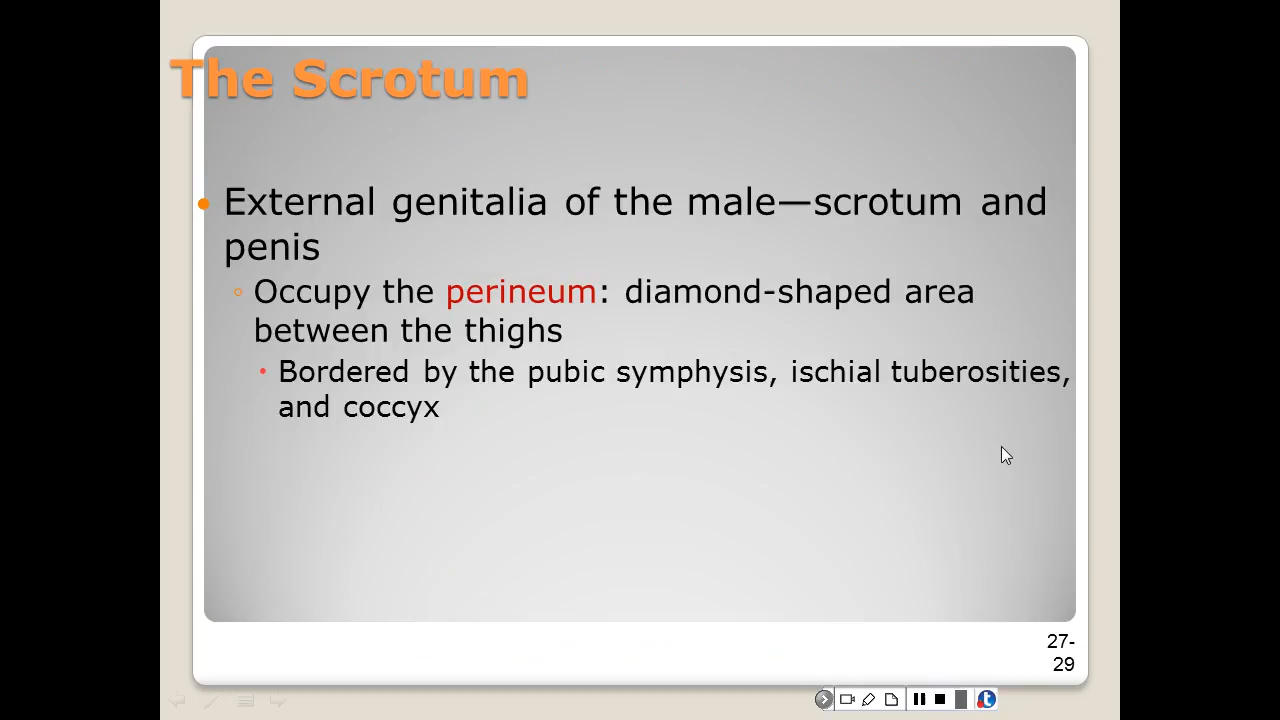 The Scrotum
• External genitalia of the male—scrotum and
penis
◦ Occupy the perineum: diamond-shaped area
between the thighs
• Bordered by the pubic symphysis, ischial tuberosities,
and coccyx
27-
29